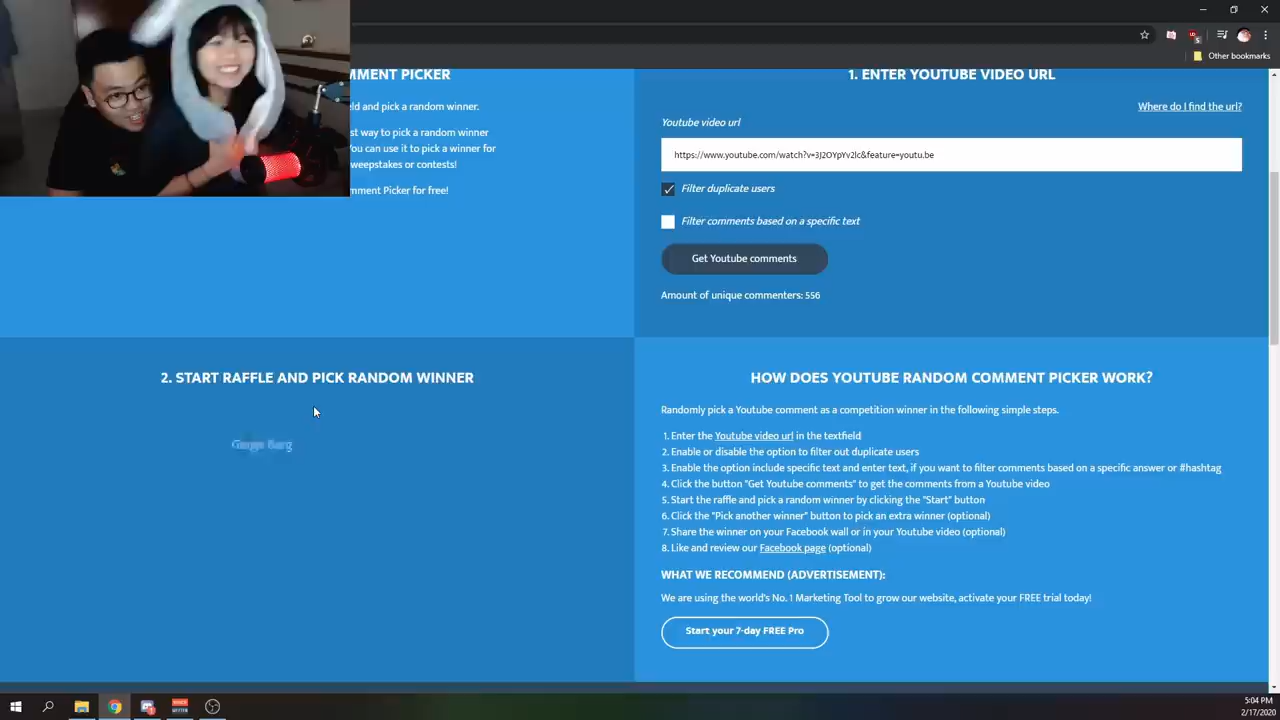 Other bookmarks
MMENT PICKER
ld and pick a random winner.
st way to pick a random winner
You can use it to pick a winner for
weepstakes or contests!
mment Picker for free!
1. ENTER YOUTUBE VIDEO URL
Where do I find the url?
Youtube video url
https://www.youtube.com/watch?v=3J2OYpYv2lc&feature=youtu.be
Filter duplicate users
Filter comments based on a specific text
Get Youtube comments
Amount of unique commenters: 556
2. START RAFFLE AND PICK RANDOM WINNER
HOW DOES YOUTUBE RANDOM COMMENT PICKER WORK?
Randomly pick a Youtube comment as a competition winner in the following simple steps.
1. Enter the Youtube video url in the textfield
2. Enable or disable the option to filter out duplicate users
3. Enable the option include specific text and enter text, if you want to filter comments based on a specific answer or #hashtag
4. Click the button "Get Youtube comments" to get the comments from a Youtube video
5. Start the raffle and pick a random winner by clicking the "Start" button
6. Click the "Pick another winner" button to pick an extra winner (optional)
7. Share the winner on your Facebook wall or in your Youtube video (optional)
8. Like and review our Facebook page (optional)
WHAT WE RECOMMEND (ADVERTISEMENT):
We are using the world's No. 1 Marketing Tool to grow our website, activate your FREE trial today!
Start your 7-day FREE Pro
5:04 PM
2/17/2020